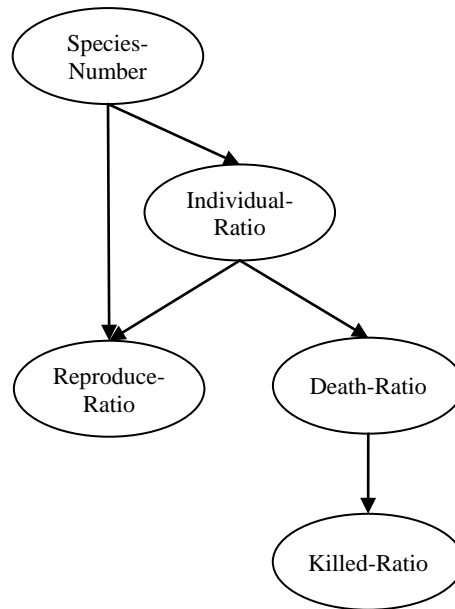 Species-
Number
Individual-
Ratio
Reproduce-
Ratio
Death-Ratio
Killed-Ratio